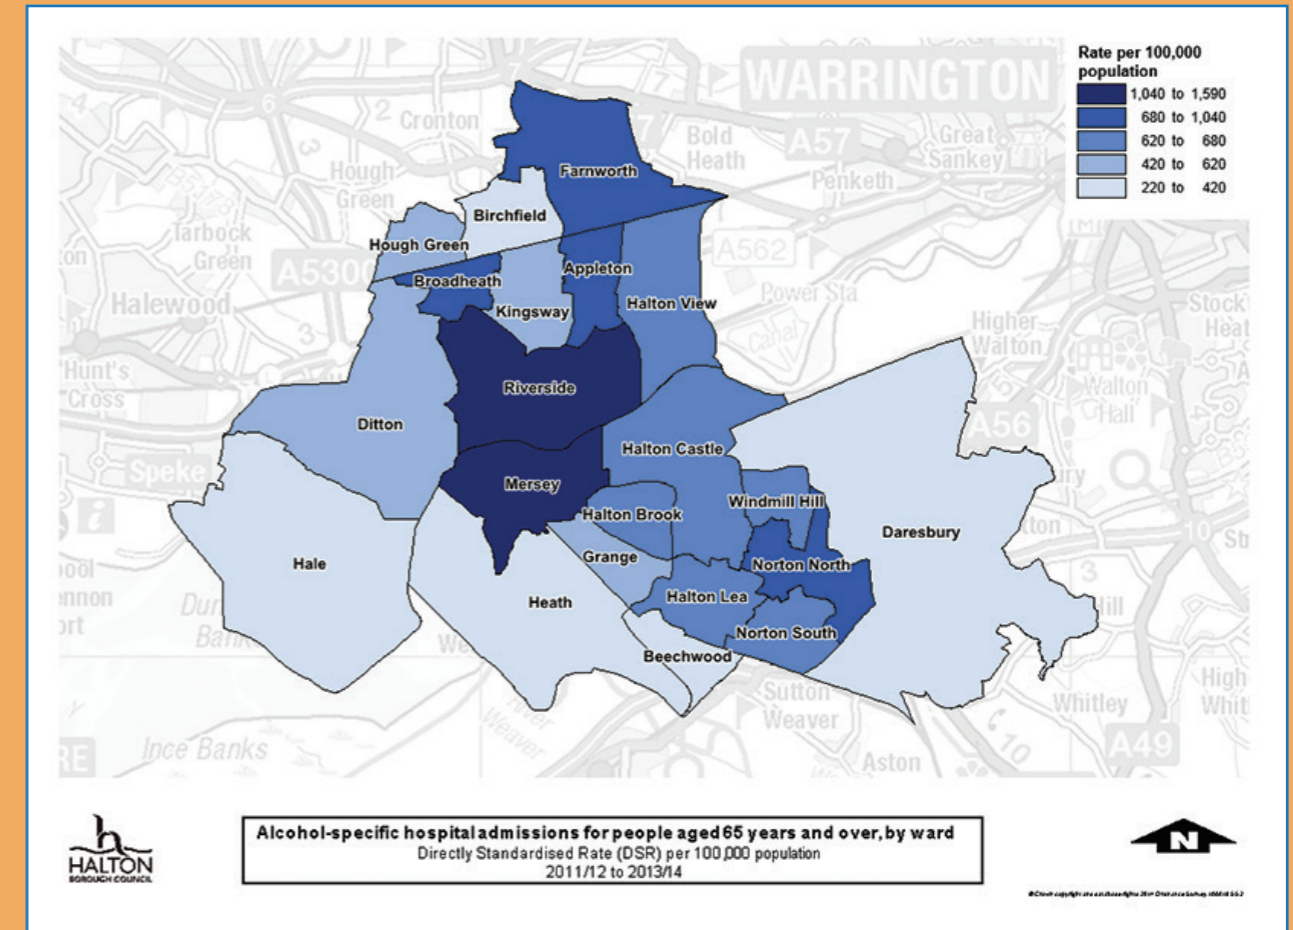 Rate per 100,000
population
1,040 to 1,590
680 to 1,040
620 to 680
420 to 620
220 to 420
WARRINGTON
Cronton
Bold
Heath
A57
Great
Sankey
Hough
Green
Penketh
Farnworth
Birchfield
Tarbock
Green
Hough Green
A5300
A562
Broadheath
Appleton
Kingsway
Halton View
Power Sta
Halewood
Canal
Higher
Walton
Hunt's
Cross
Walton
Hall
Riverside
Ditton
A56
Speke
Halton Castle
Mersey
Windmill Hill
Halton Brook
Daresbury
Grange
Norton North
Hale
Halton Lea
Heath
Norton South
Beechwood
Sutton
Weaver
Whitley
River
Weaver
A49
Ince Banks
Aston
HALTON
BOROUGH COUNCIL
Alcohol-specific hospital admissions for people aged 65 years and over, by ward
Directly Standardised Rate (DSR) per 100,000 population
2011/12 to 2013/14
N